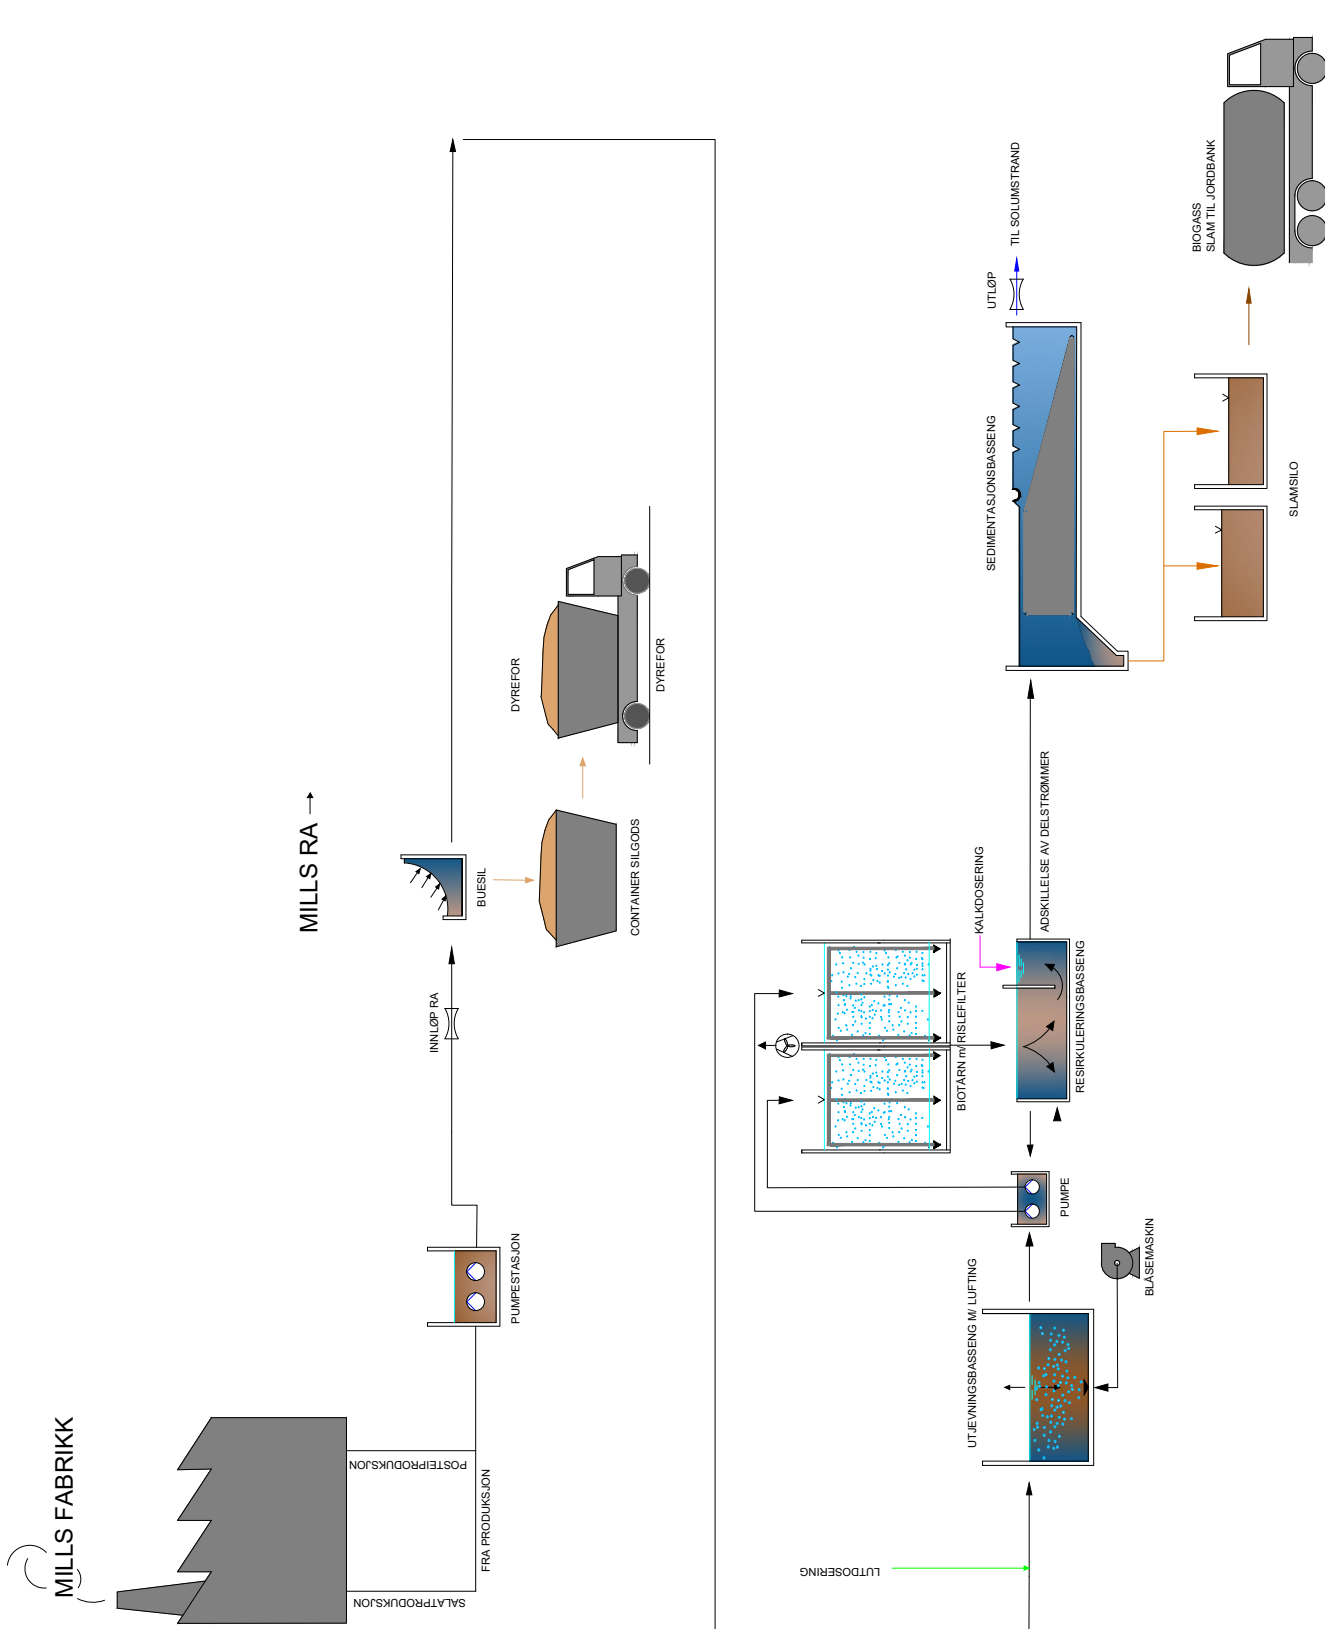 MILLS FABRIKK
SALATPRODUKSJON
POSTEIPRODUKSJON
FRA PRODUKSJON
PUMPESTASJON
INNLØP RA
MILLS RA
BUESIL
CONTAINER SILGODS
DYREFOR
DYREFOR
LUTDOSERING
UTJEVNINGSBASSENG M/ LUFTING
BLÅSEMASKIN
PUMPE
BIOTÅRN m/ RISLEFILTER
KALKDOSERING
RESIRKULERINGSBASSENG
ADSKILLELSE AV DELSTRØMMER
SEDIMENTASJONSBASSENG
UTLØP
TIL SOLUMSTRAND
SLAMSILO
BIOGASS
SLAM TIL JORDBANK